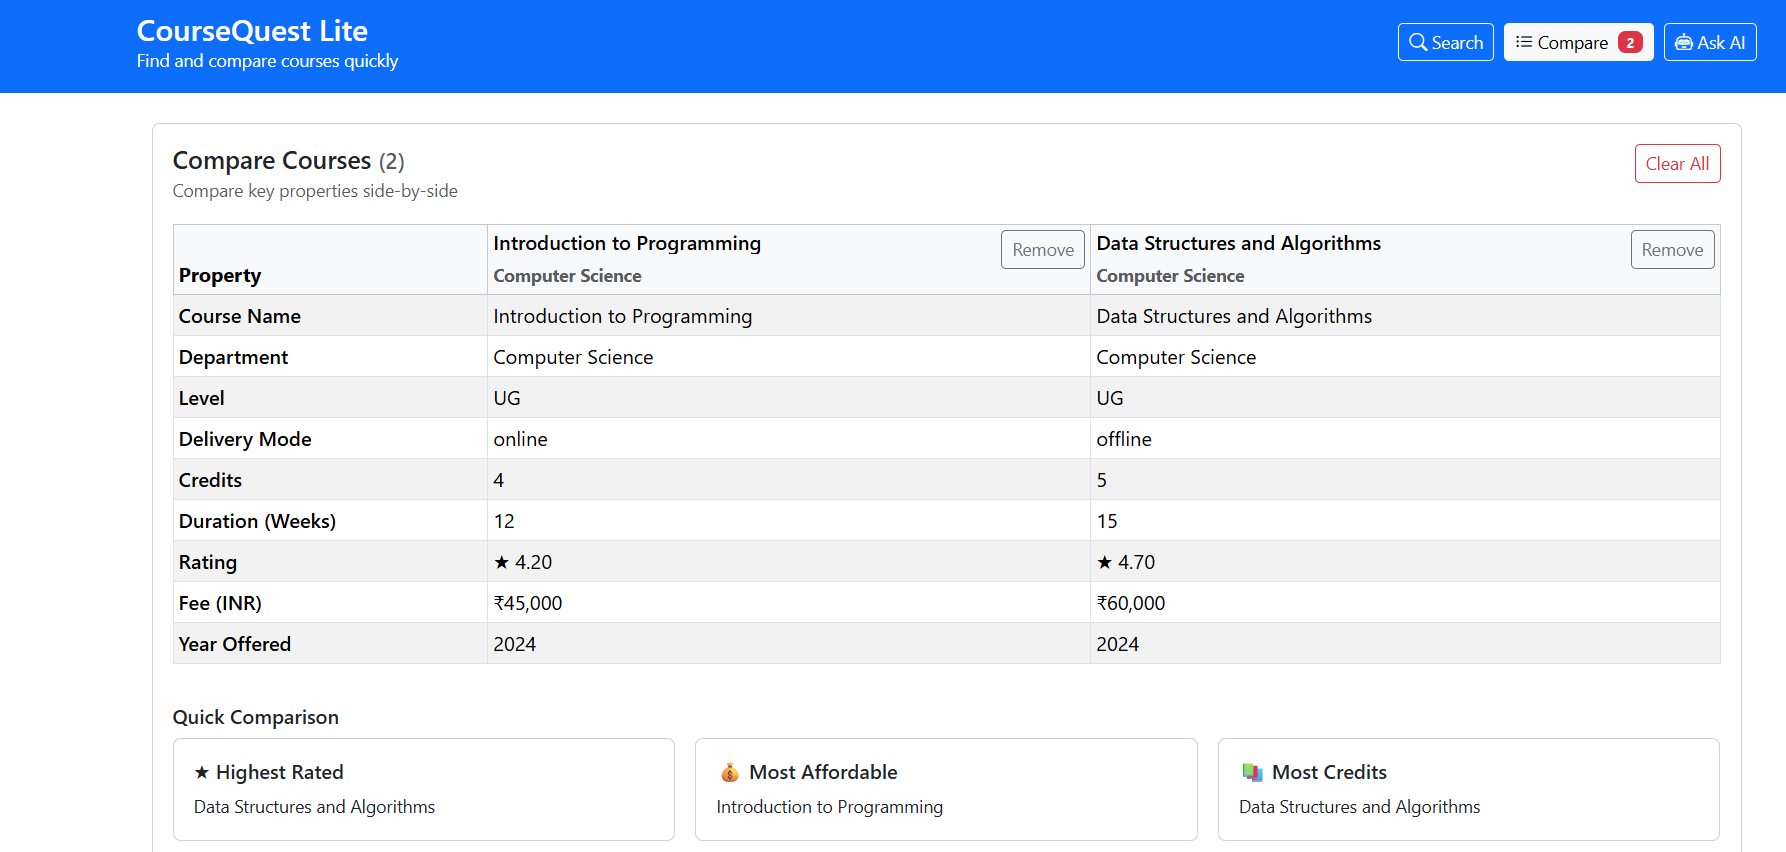 CourseQuest Lite
Find and compare courses quickly
Search
Compare 2
Ask AI
Compare Courses (2)
Compare key properties side-by-side
Clear All
Property
Introduction to Programming
Computer Science
Remove
Data Structures and Algorithms
Computer Science
Remove
Course Name Introduction to Programming Data Structures and Algorithms
Department Computer Science Computer Science
Level UG UG
Delivery Mode online offline
Credits 4 5
Duration (Weeks) 12 15
Rating ★ 4.20 ★ 4.70
Fee (INR) ₹45,000 ₹60,000
Year Offered 2024 2024
Quick Comparison
★ Highest Rated
Data Structures and Algorithms
💰 Most Affordable
Introduction to Programming
Most Credits
Data Structures and Algorithms